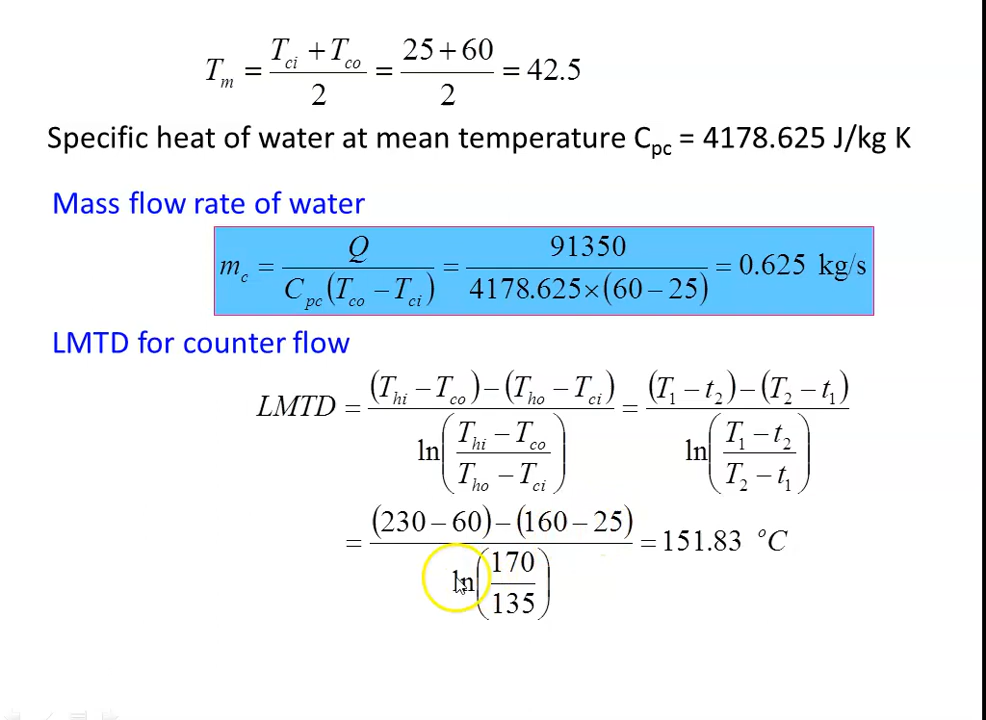 T_m = (T_ci + T_co)/2 = (25 + 60)/2 = 42.5
Specific heat of water at mean temperature C_pc = 4178.625 J/kg K
Mass flow rate of water
m_c = Q/(C_pc (T_co − T_ci)) = 91350/(4178.625×(60 − 25)) = 0.625 kg/s
LMTD for counter flow
LMTD = ((T_hi − T_co) − (T_ho − T_ci))/ln((T_hi − T_co)/(T_ho − T_ci)) = ((T_1 − t_2) − (T_2 − t_1))/ln((T_1 − t_2)/(T_2 − t_1))
= ((230 − 60) − (160 − 25))/ln(170/135) = 151.83 °C